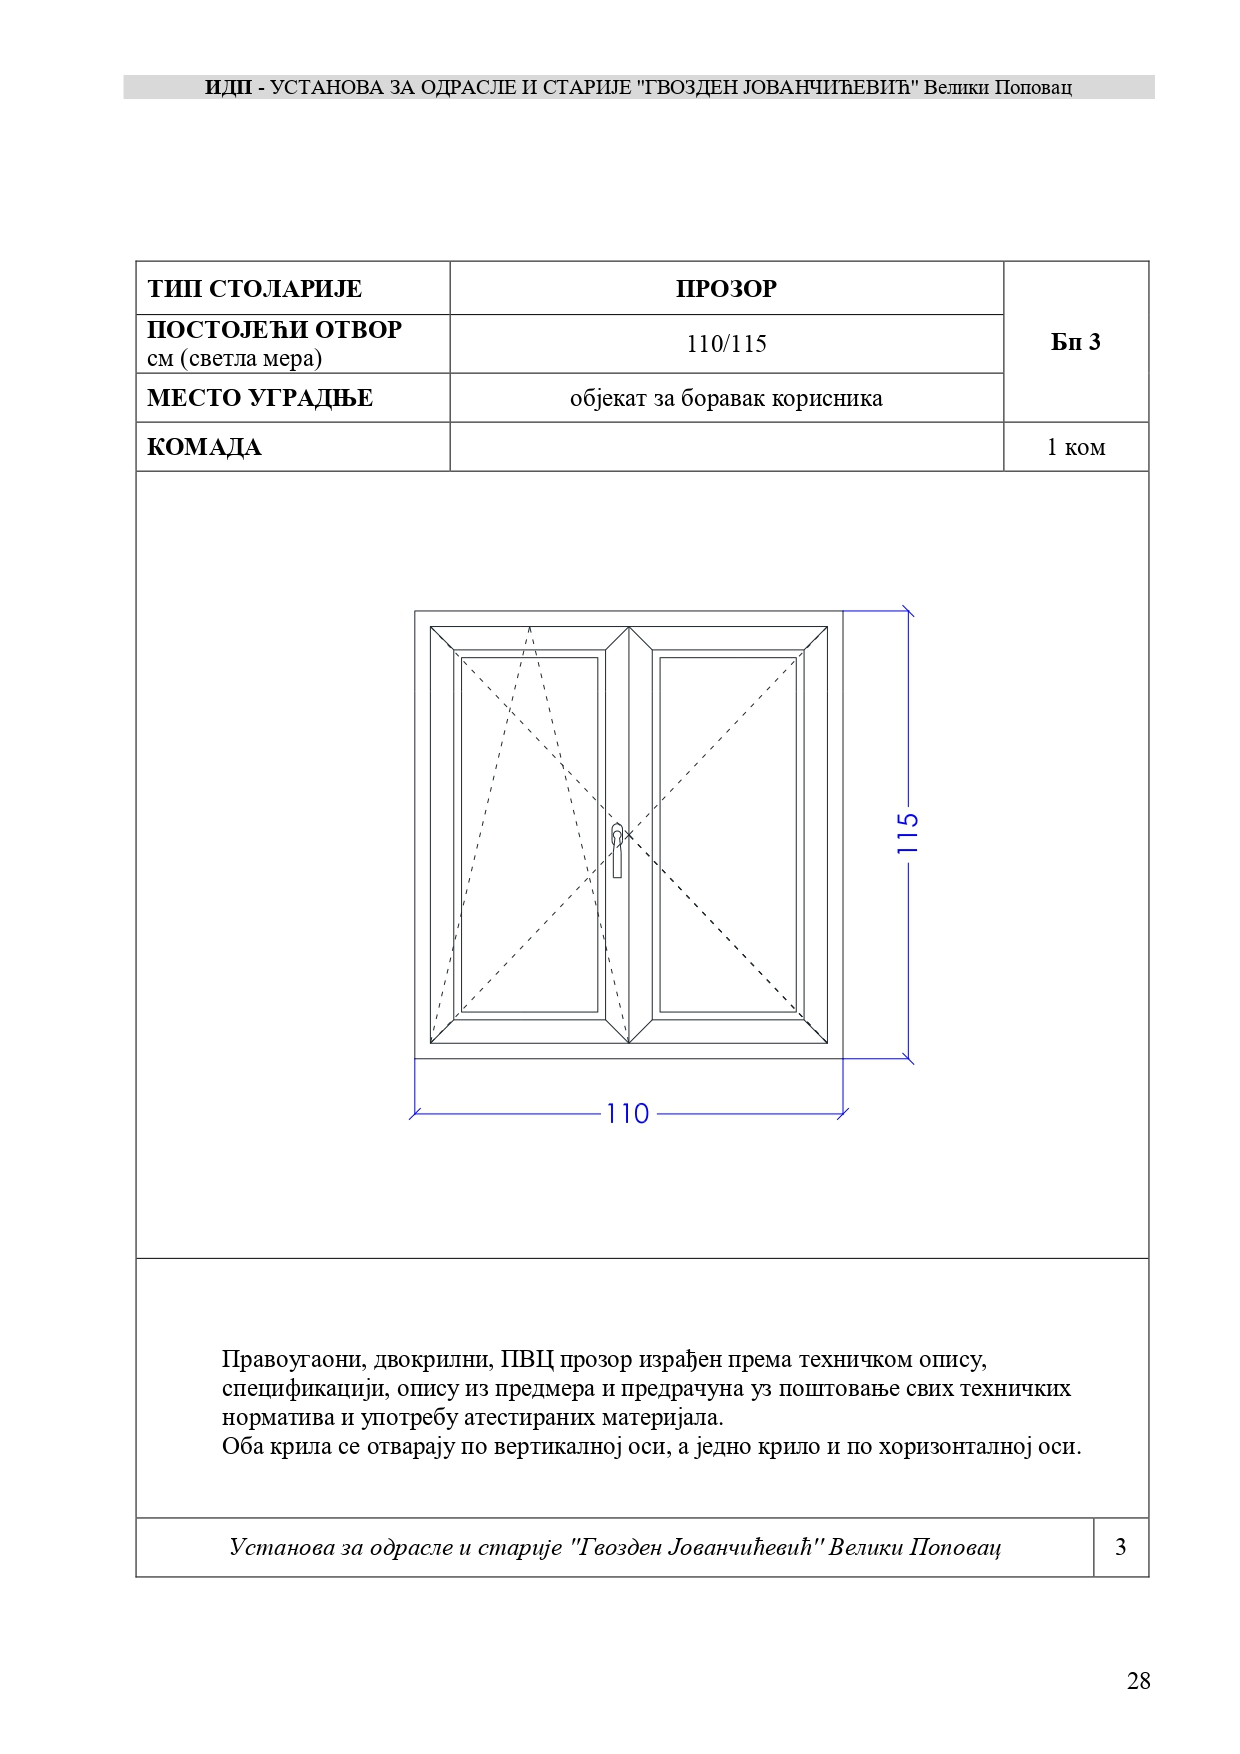 ИДП - УСТАНОВА ЗА ОДРАСЛЕ И СТАРИЈЕ "ГВОЗДЕН ЈОВАНЧИЋЕВИЋ" Велики Поповац
ТИП СТОЛАРИЈЕ
ПРОЗОР
Бп 3
ПОСТОЈЕЋИ ОТВОР
см (светла мера)
110/115
МЕСТО УГРАДЊЕ
објекат за боравак корисника
КОМАДА
1 ком
115
110
Правоугаони, двокрилни, ПВЦ прозор израђен према техничком опису,
спецификацији, опису из предмера и предрачуна уз поштовање свих техничких
норматива и употребу атестираних материјала.
Оба крила се отварају по вертикалној оси, а једно крило и по хоризонталној оси.
Установа за одрасле и старије "Гвозден Јованчићевић" Велики Поповац
3
28